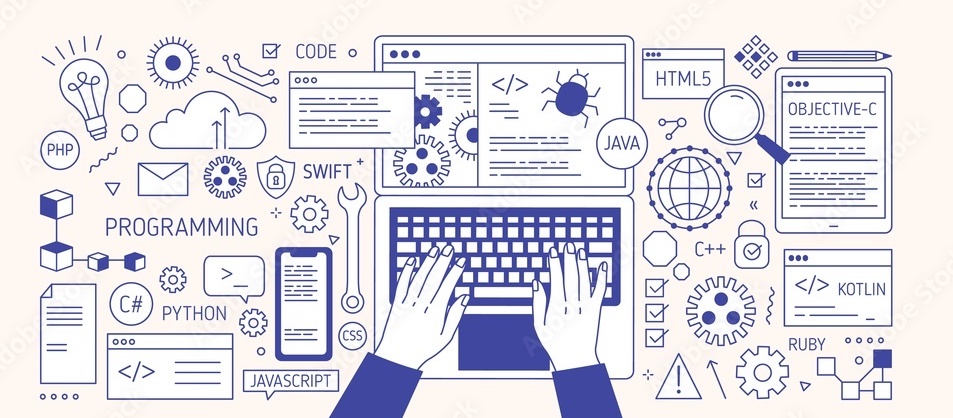 CODE
HTML5
</>
OBJECTIVE-C
PHP
JAVA
SWIFT
PROGRAMMING
C++
>_
C#
PYTHON
</> KOTLIN
CSS
RUBY
</>
JAVASCRIPT